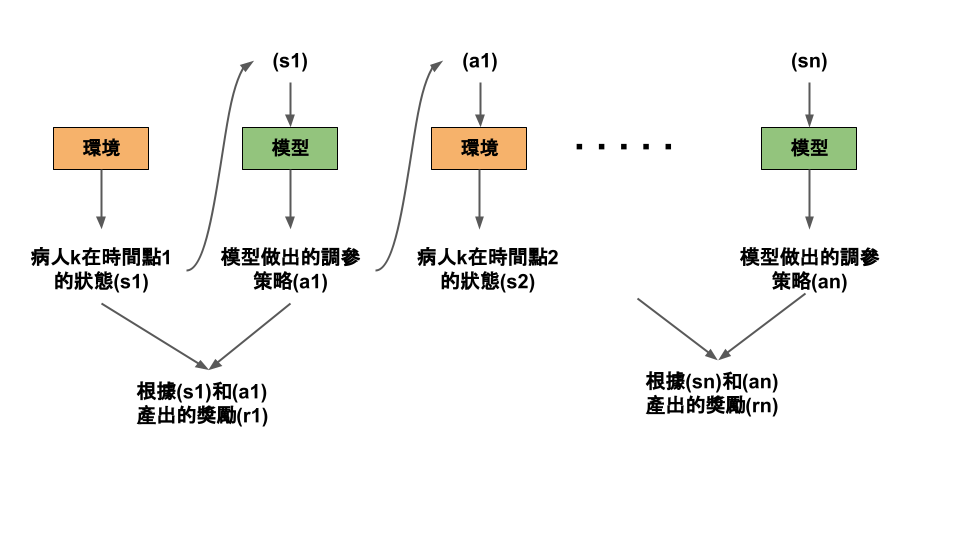 (s1)
(a1)
(sn)
環境
模型
環境
模型
病人k在時間點1
的狀態(s1)
模型做出的調參
策略(a1)
病人k在時間點2
的狀態(s2)
模型做出的調參
策略(an)
根據(s1)和(a1)
產出的獎勵(r1)
根據(sn)和(an)
產出的獎勵(rn)